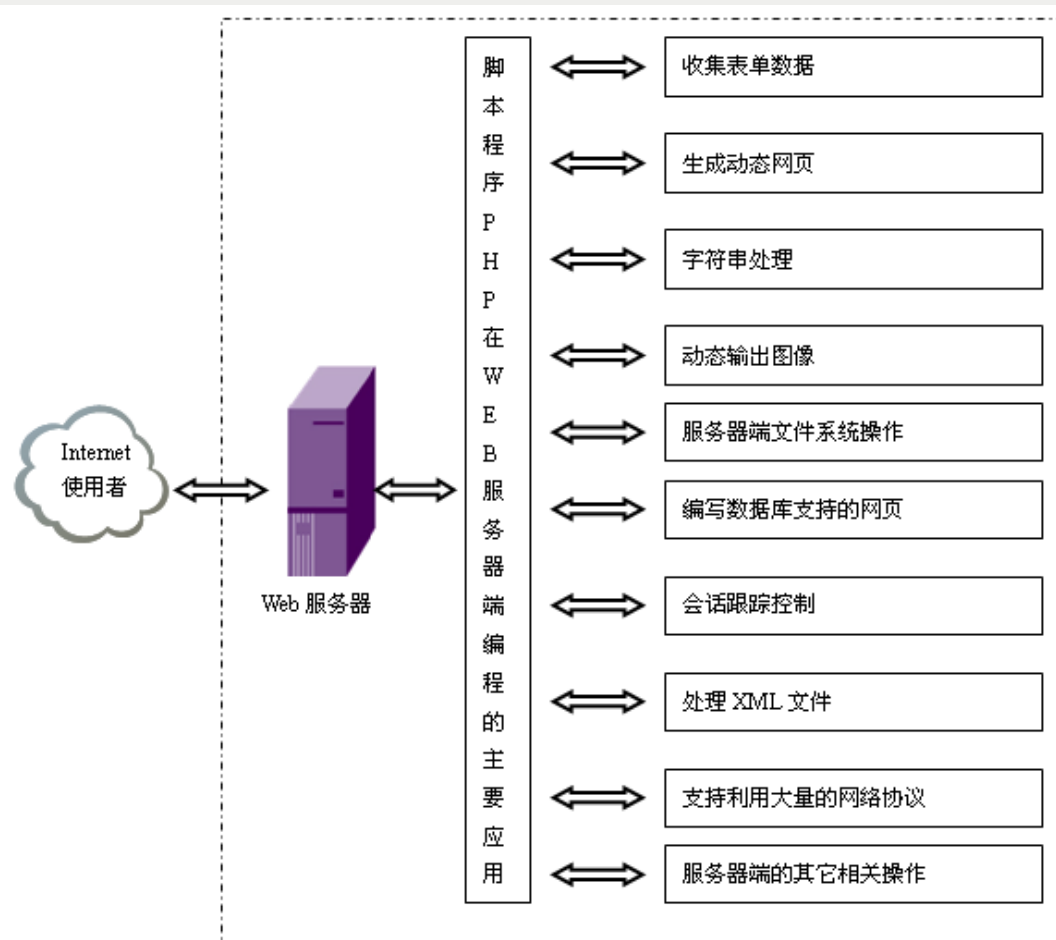 Internet
使用者
Web 服务器
脚本程序PHP在WEB服务器端编程的主要应用
收集表单数据
生成动态网页
字符串处理
动态输出图像
服务器端文件系统操作
编写数据库支持的网页
会话跟踪控制
处理 XML 文件
支持利用大量的网络协议
服务器端的其它相关操作